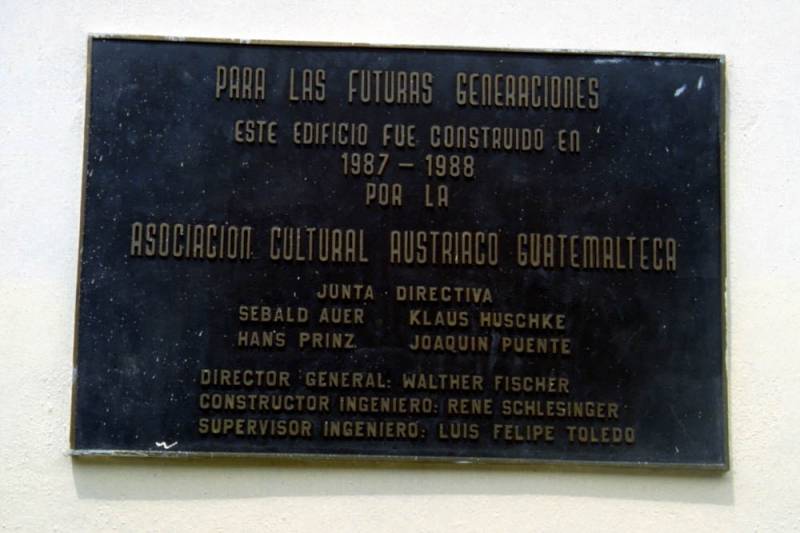 PARA LAS FUTURAS GENERACIONES
ESTE EDIFICIO FUE CONSTRUIDO EN
1987 - 1988
POR LA
ASOCIACION CULTURAL AUSTRIACO GUATEMALTECA
JUNTA DIRECTIVA
SEBALD AUER KLAUS HUSCHKE
HANS PRINZ JOAQUIN PUENTE
DIRECTOR GENERAL: WALTHER FISCHER
CONSTRUCTOR INGENIERO: RENE SCHLESINGER
SUPERVISOR INGENIERO: LUIS FELIPE TOLEDO